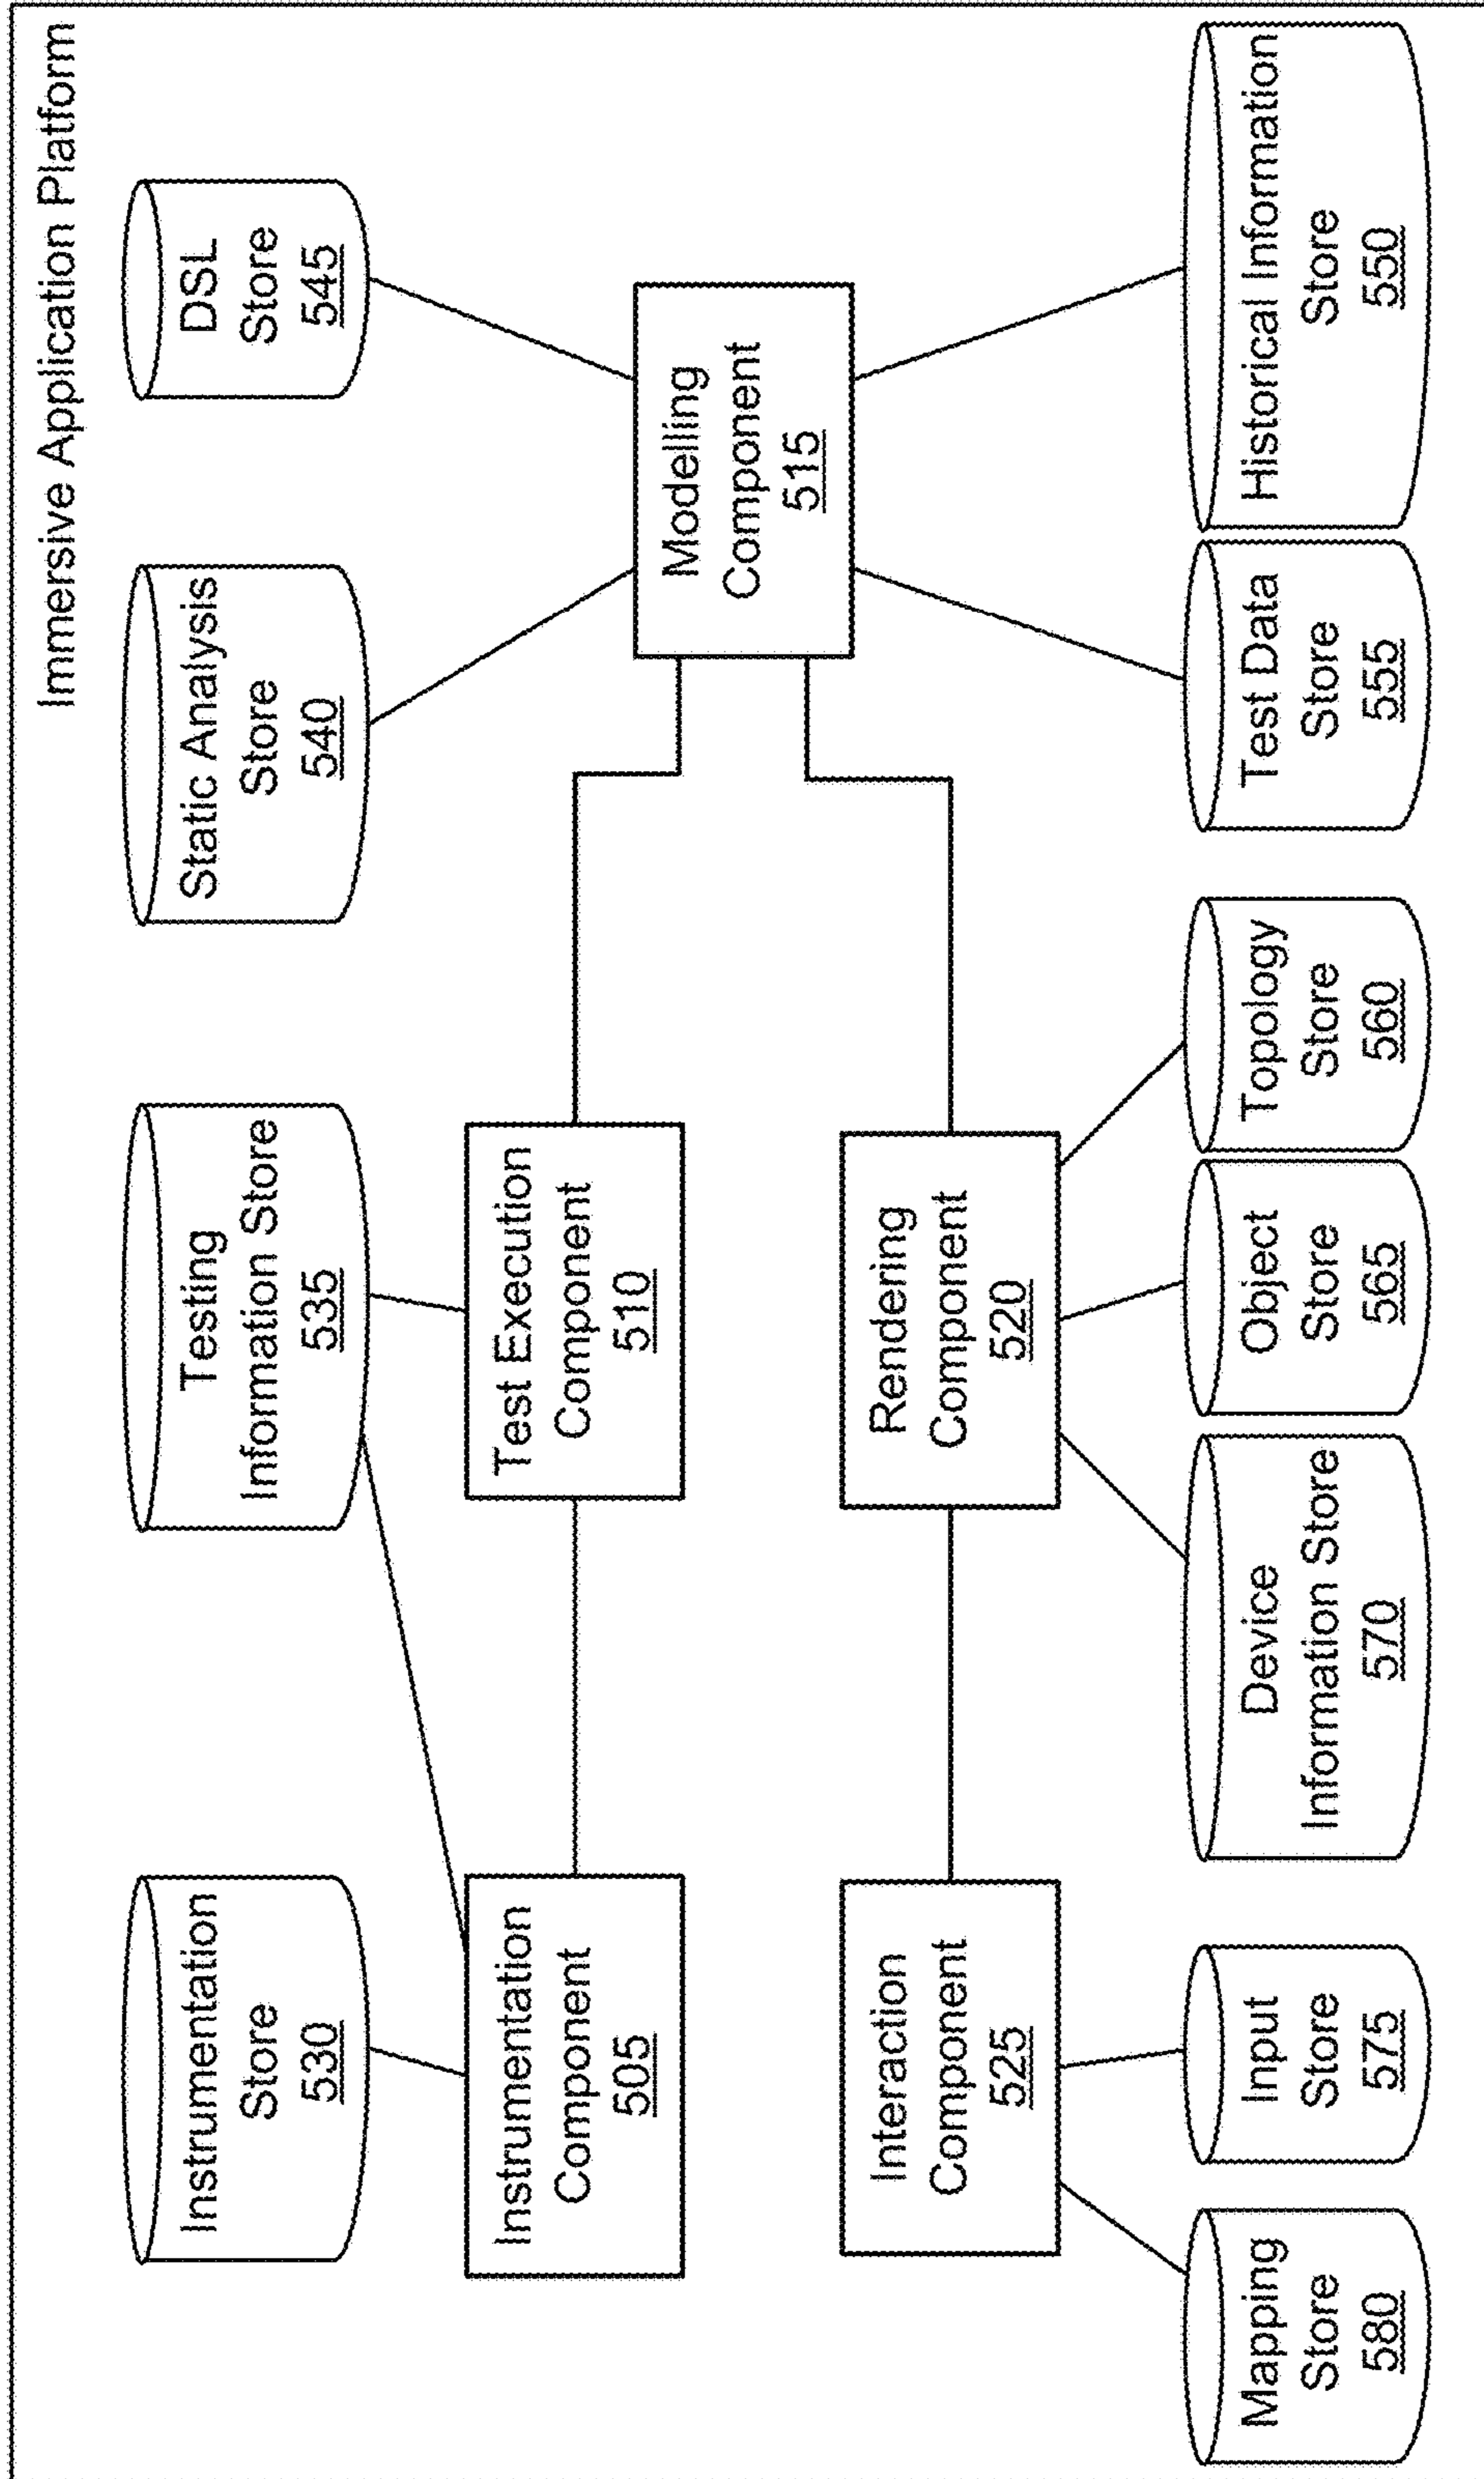 Immersive Application Platform
Instrumentation
Store
530
Testing
Information Store
535
Static Analysis
Store
540
DSL
Store
545
Instrumentation
Component
505
Test Execution
Component
510
Modelling
Component
515
Interaction
Component
525
Rendering
Component
520
Mapping
Store
580
Input
Store
575
Device
Information Store
570
Object
Store
565
Topology
Store
560
Test Data
Store
555
Historical Information
Store
550